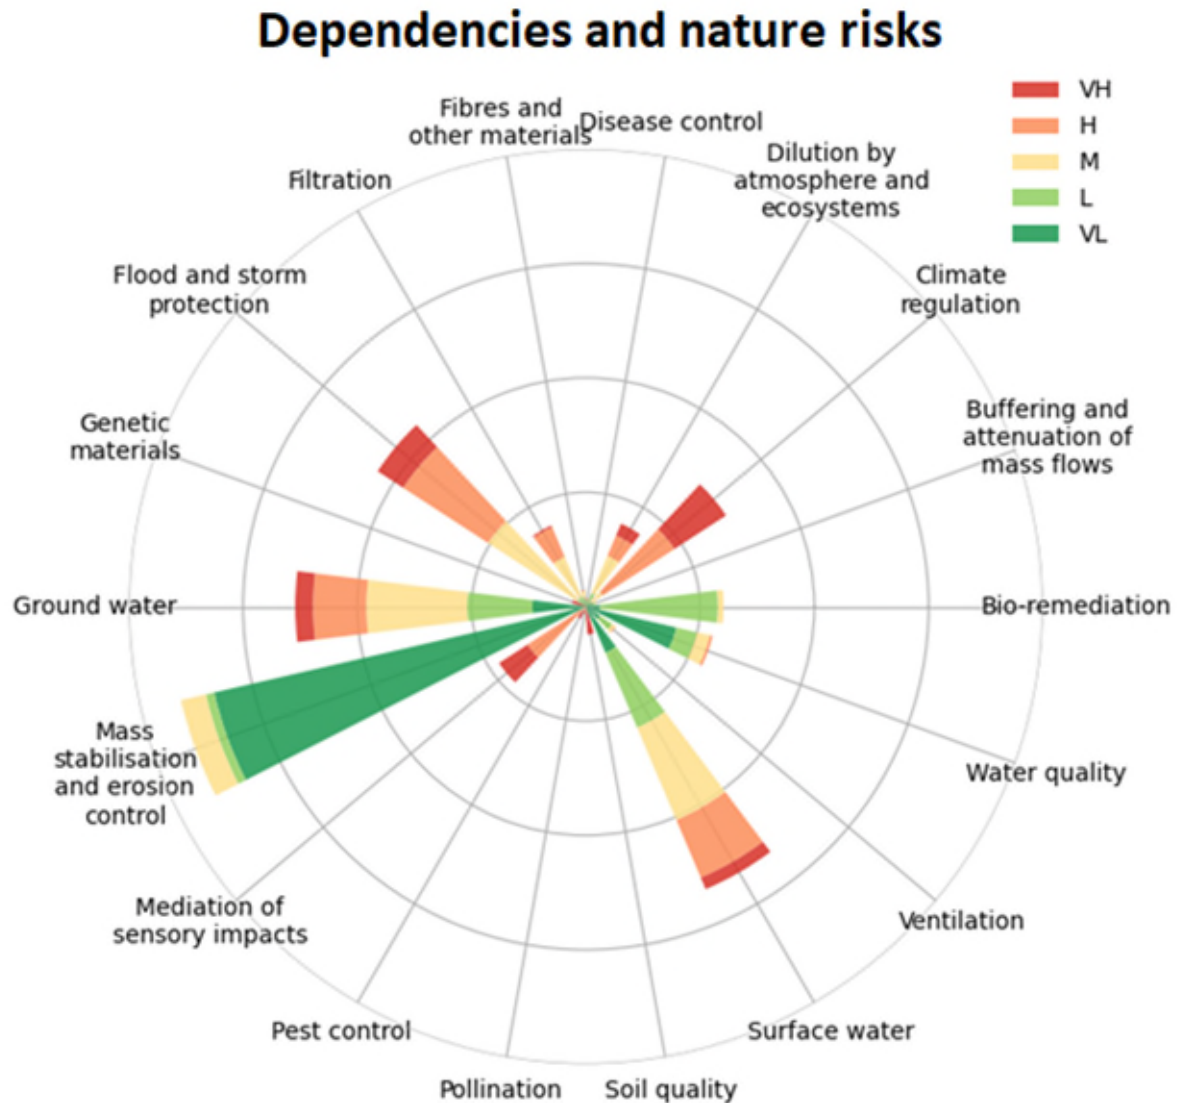 Dependencies and nature risks
VH
H
M
L
VL
Fibres and
other materials
Disease control
Dilution by
atmosphere and
ecosystems
Filtration
Flood and storm
protection
Climate
regulation
Genetic
materials
Buffering and
attenuation of
mass flows
Ground water
Bio-remediation
Mass
stabilisation
and erosion
control
Water quality
Mediation of
sensory impacts
Ventilation
Pest control
Surface water
Pollination
Soil quality